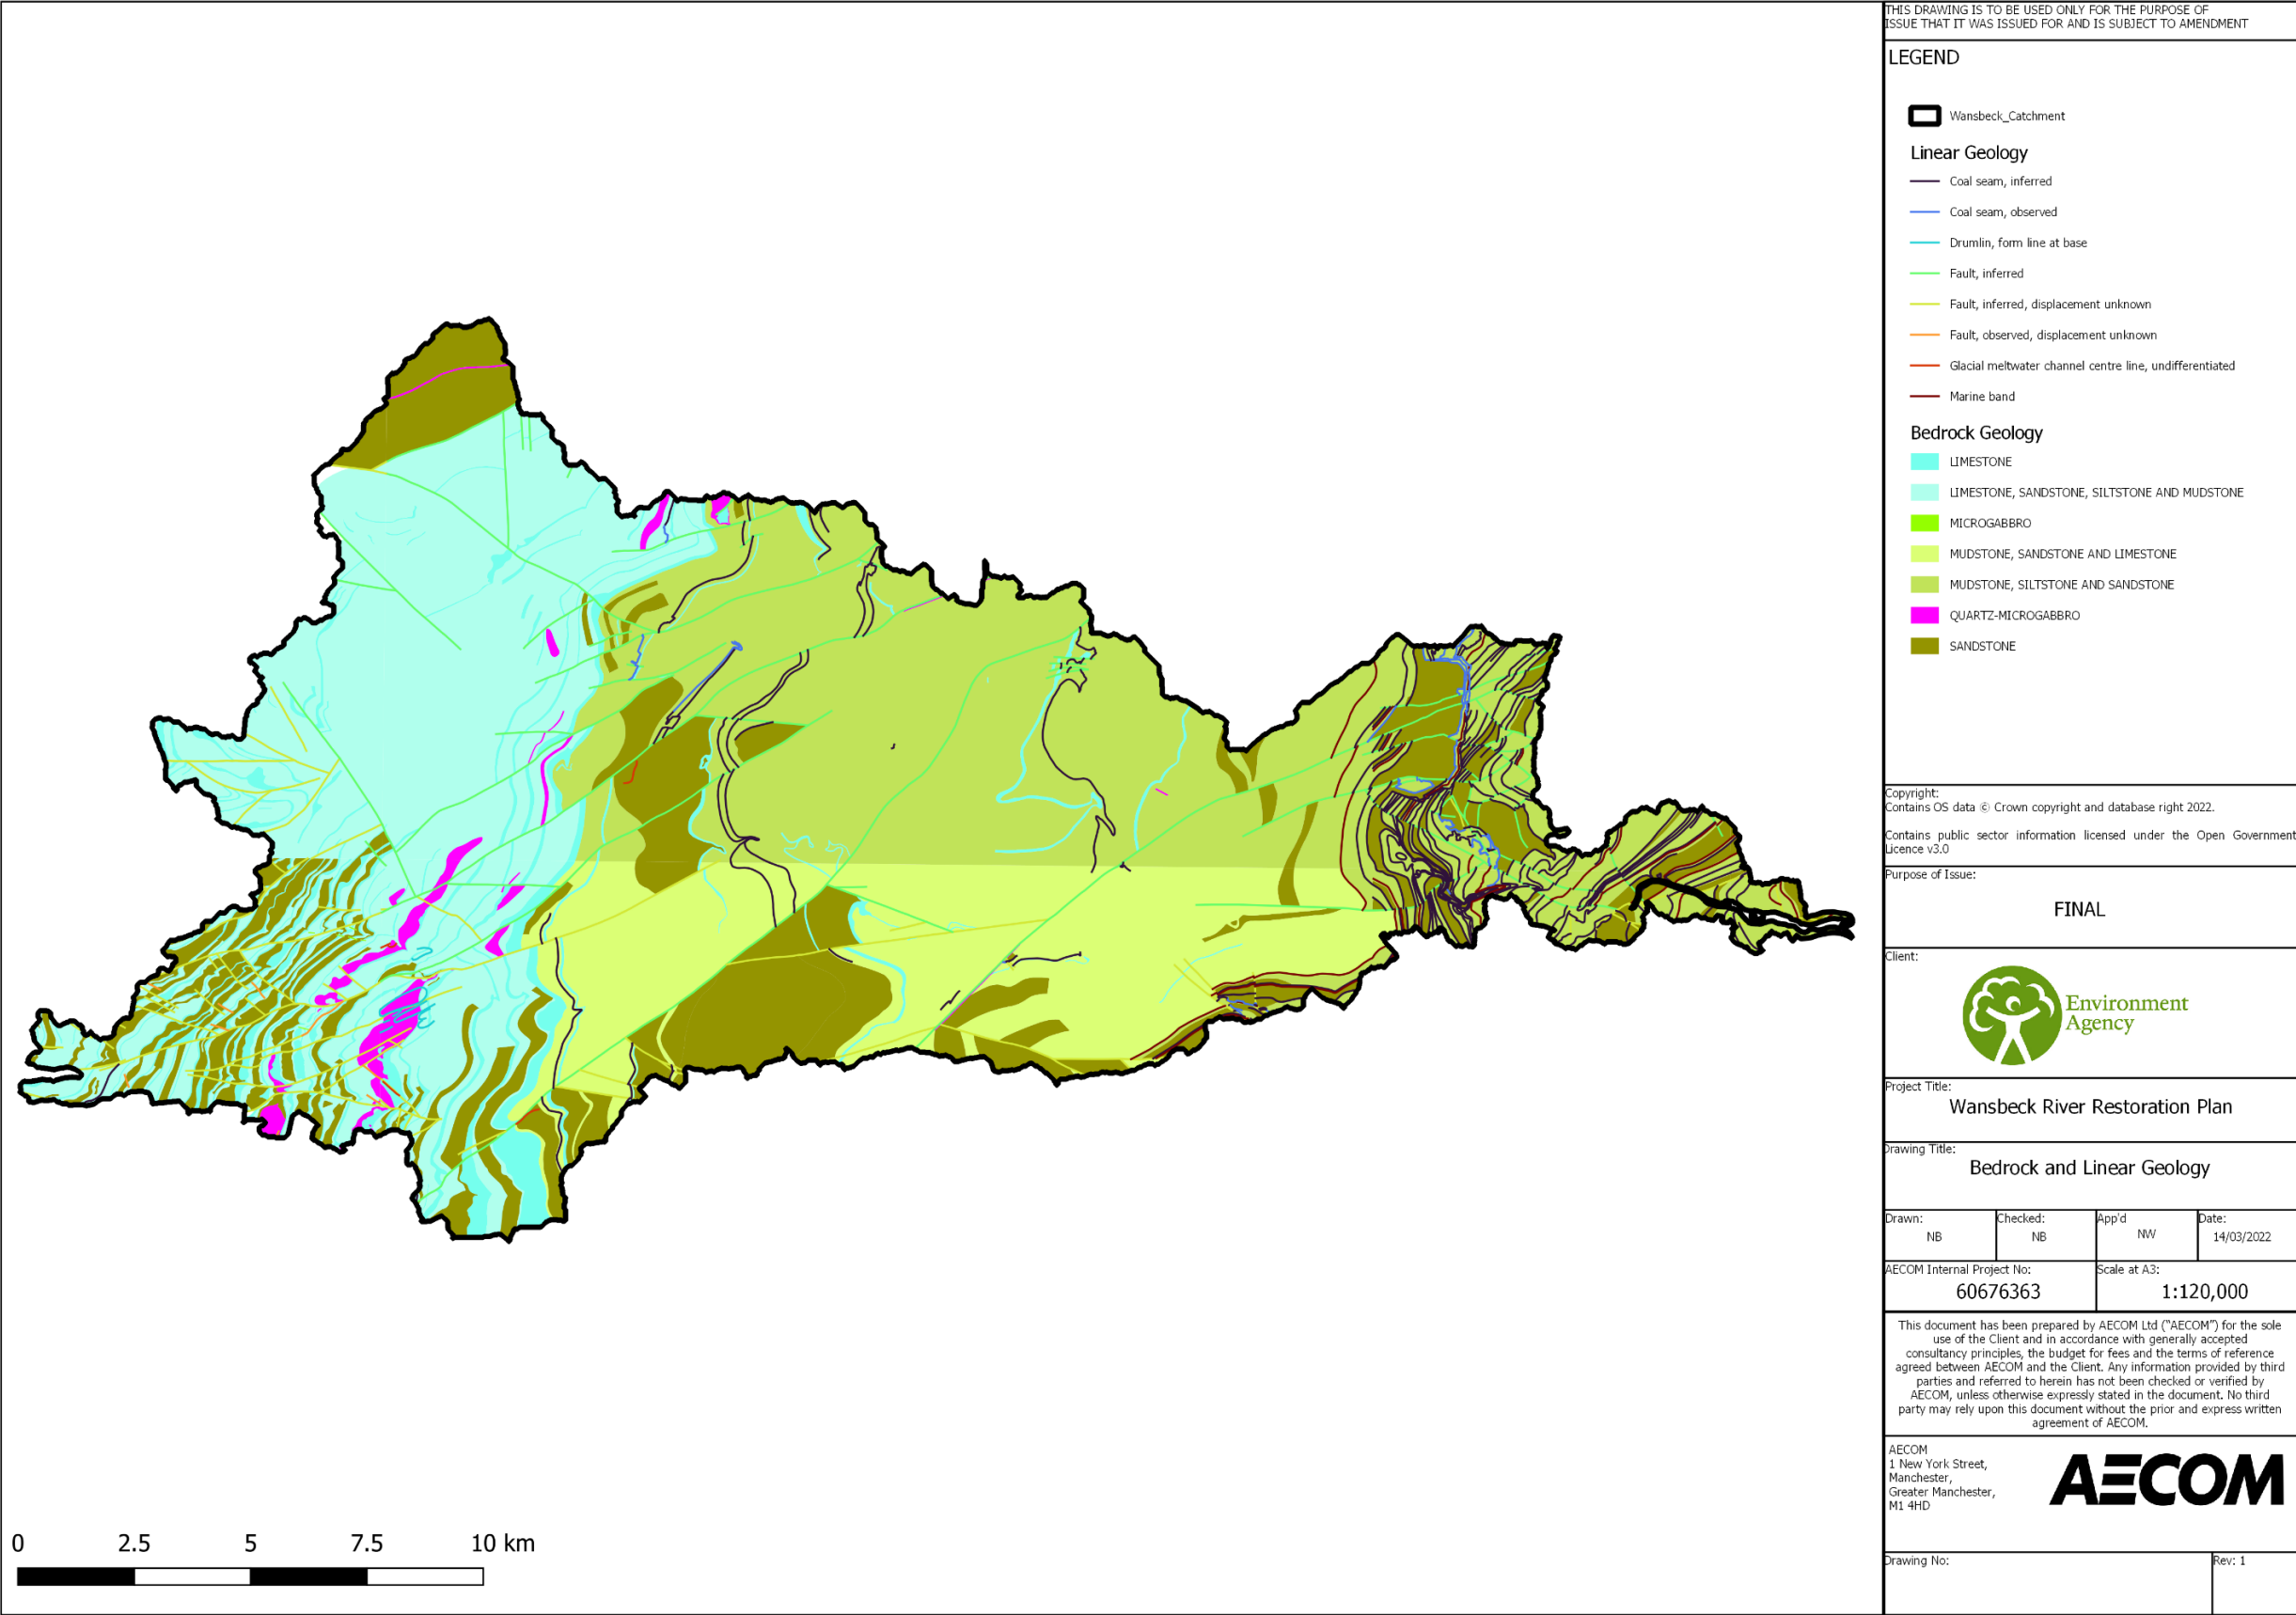 THIS DRAWING IS TO BE USED ONLY FOR THE PURPOSE OF
ISSUE THAT IT WAS ISSUED FOR AND IS SUBJECT TO AMENDMENT
LEGEND
Wansbeck_Catchment
Linear Geology
Coal seam, inferred
Coal seam, observed
Drumlin, form line at base
Fault, inferred
Fault, inferred, displacement unknown
Fault, observed, displacement unknown
Glacial meltwater channel centre line, undifferentiated
Marine band
Bedrock Geology
LIMESTONE
LIMESTONE, SANDSTONE, SILTSTONE AND MUDSTONE
MICROGABBRO
MUDSTONE, SANDSTONE AND LIMESTONE
MUDSTONE, SILTSTONE AND SANDSTONE
QUARTZ-MICROGABBRO
SANDSTONE
Copyright:
Contains OS data © Crown copyright and database right 2022.
Contains public sector information licensed under the Open Government
Licence v3.0
Purpose of Issue:
FINAL
Client:
Environment
Agency
Project Title:
Wansbeck River Restoration Plan
Drawing Title:
Bedrock and Linear Geology
Drawn: Checked: App'd Date:
NB NB NW 14/03/2022
AECOM Internal Project No: Scale at A3:
60676363 1:120,000
This document has been prepared by AECOM Ltd ("AECOM") for the sole
use of the Client and in accordance with generally accepted
consultancy principles, the budget for fees and the terms of reference
agreed between AECOM and the Client. Any information provided by third
parties and referred to herein has not been checked or verified by
AECOM, unless otherwise expressly stated in the document. No third
party may rely upon this document without the prior and express written
agreement of AECOM.
AECOM
1 New York Street,
Manchester,
Greater Manchester,
M1 4HD
AECOM
Drawing No: Rev: 1
0 2.5 5 7.5 10 km